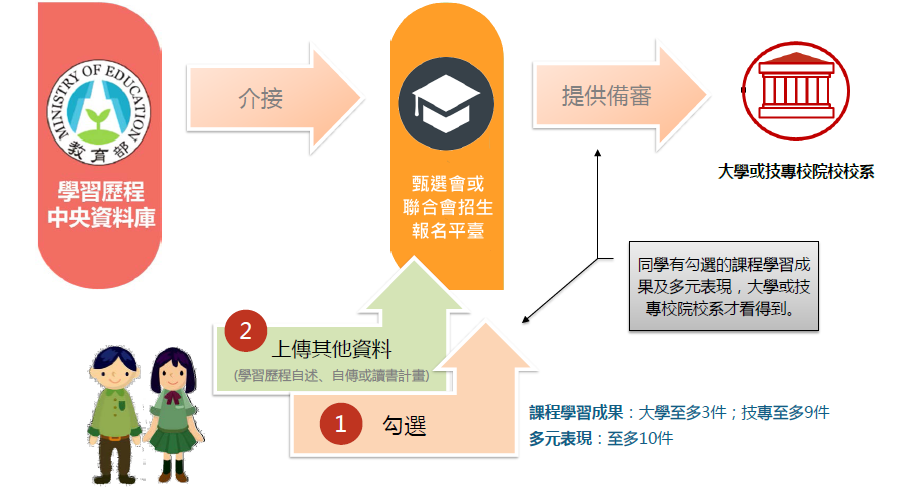 MINISTRY OF EDUCATION
教育部
學習歷程
中央資料庫
介接
甄選會或
聯合會招生
報名平臺
提供備審
大學或技專校院校校系
同學有勾選的課程學習成
果及多元表現，大學或技
專校院校系才看得到。
2
上傳其他資料
(學習歷程自述、自傳或讀書計畫)
1
勾選
課程學習成果：大學至多3件；技專至多9件
多元表現：至多10件